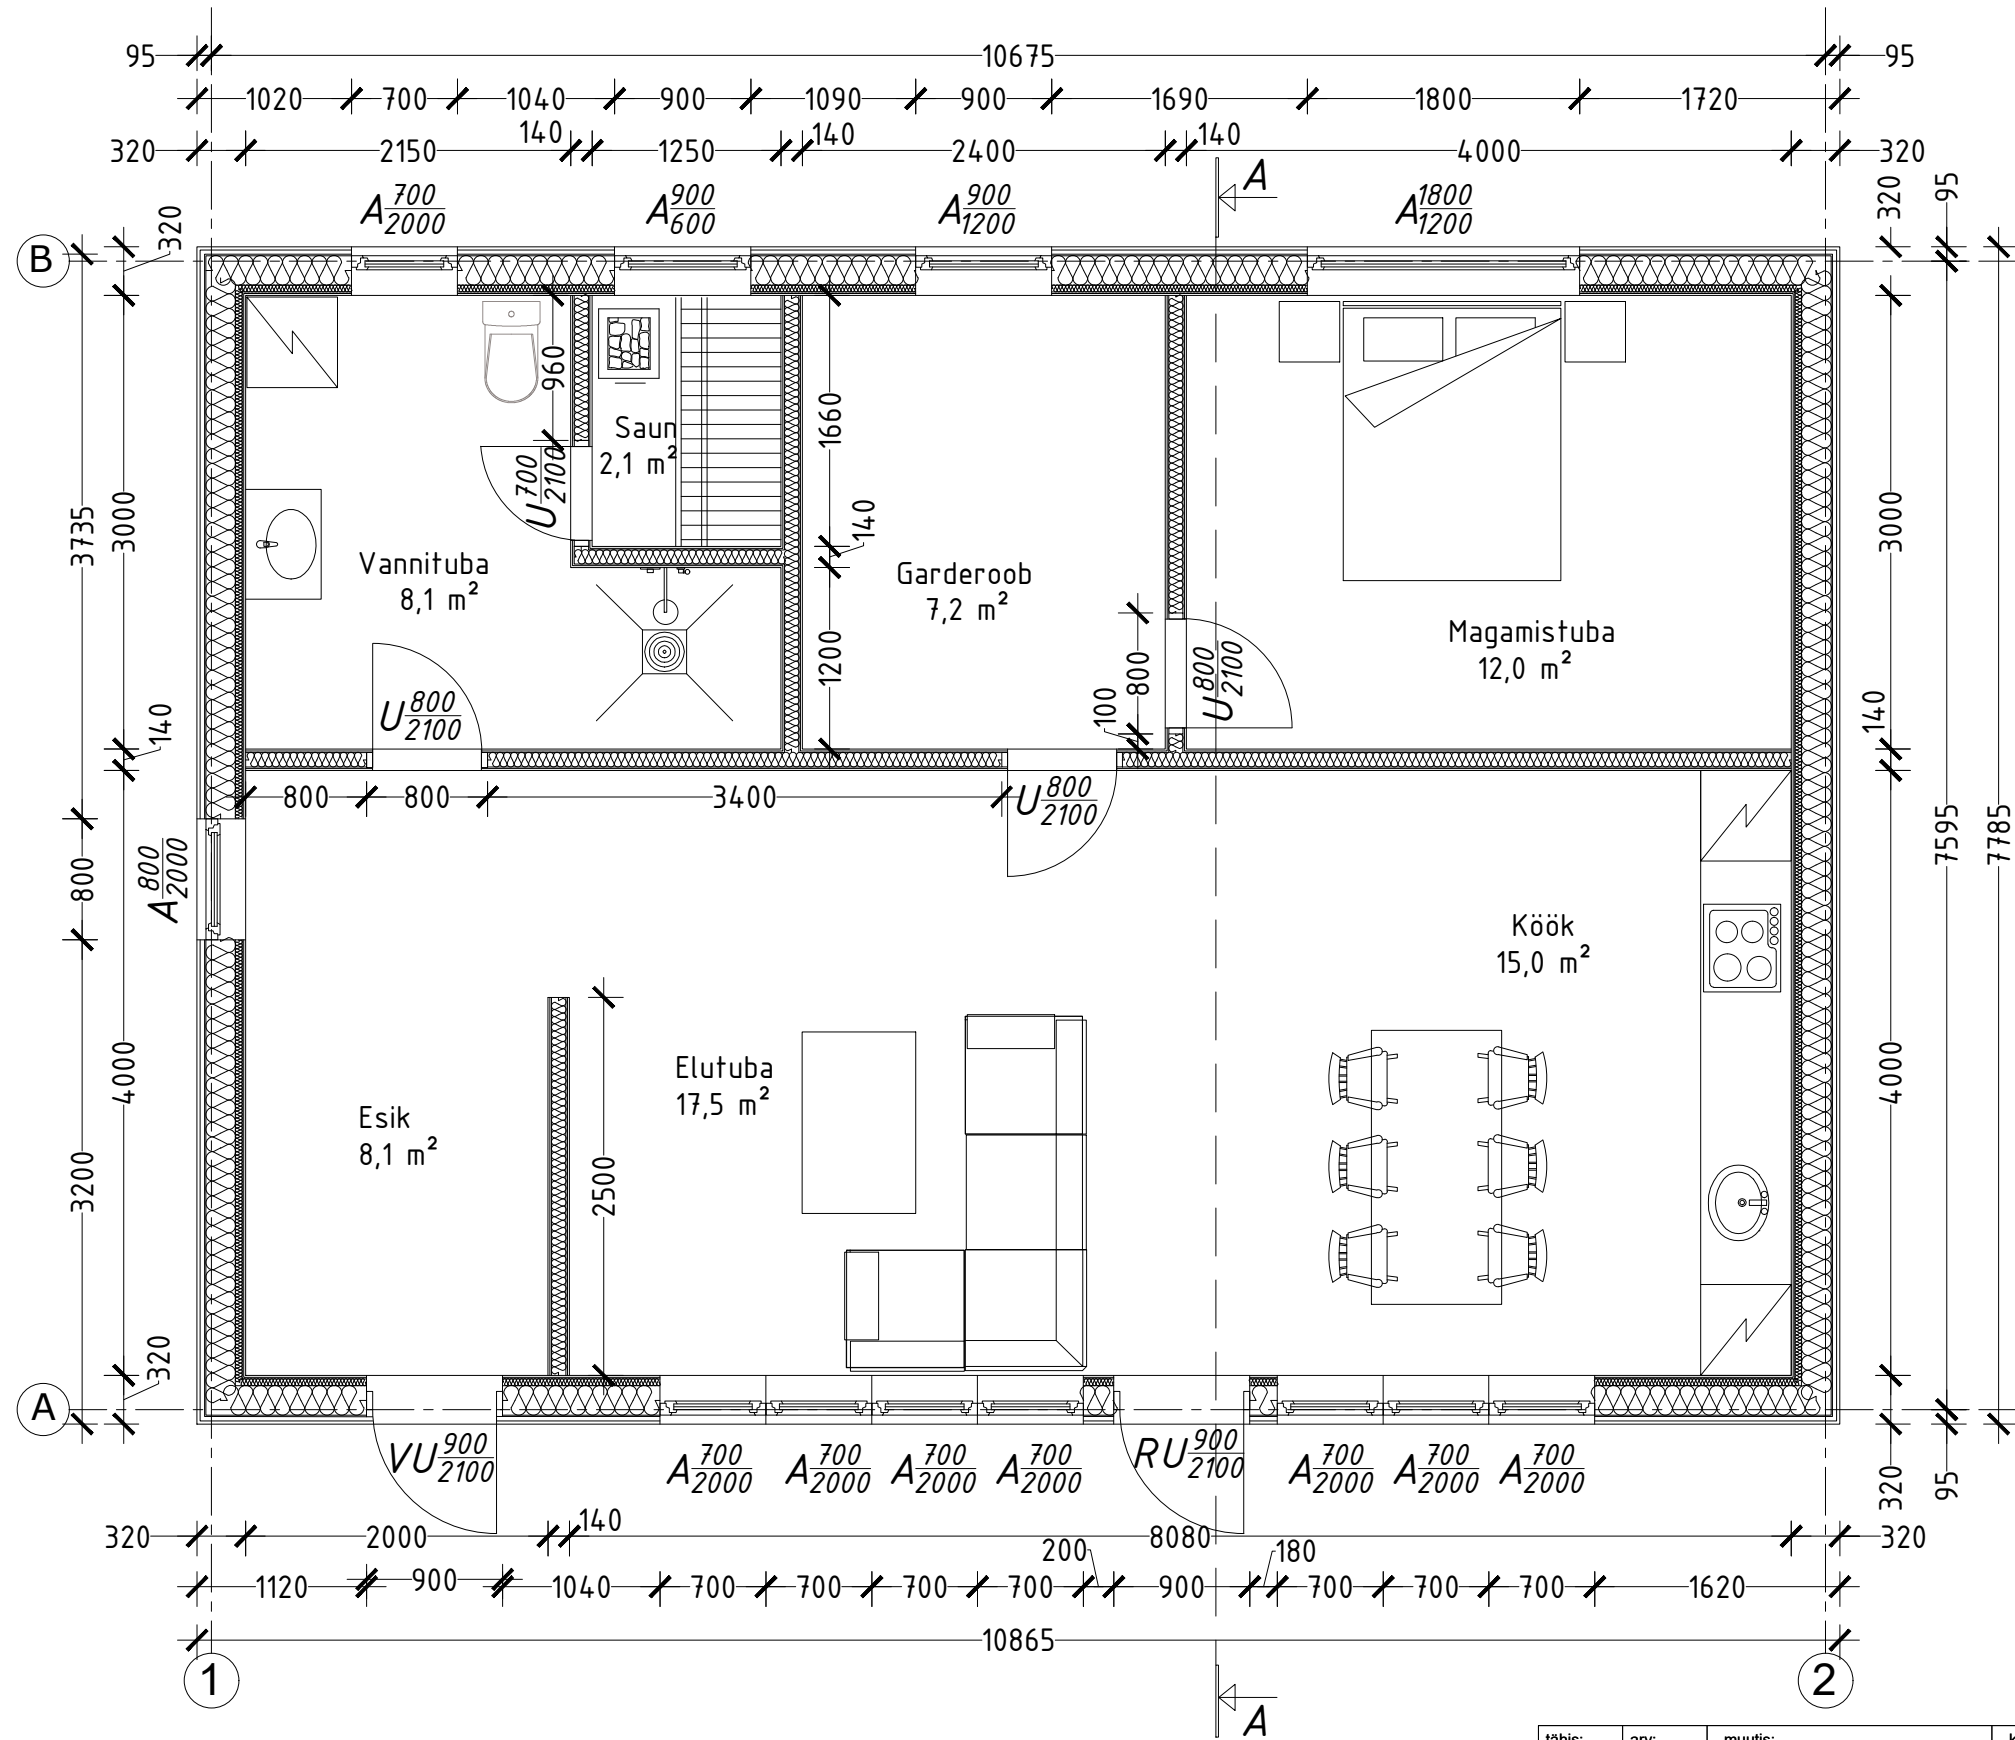 95 10675 95
1020 700 1040 900 1090 900 1690 1800 1720
140 140 140
320 2150 1250 2400 4000 320
A 700/2000 A 900/600 A 900/1200 A 1800/1200
A
320 320 95
B
3735 3000 140 800 3200 4000 320
960
1660
140
1200
Saun
2,1 m²
U 700/2100
Vannituba
8,1 m²
Garderoob
7,2 m²
Magamistuba
12,0 m²
100 800
U 800/2100
U 800/2100
U 800/2100
800 800 3400
A 800/2000
3000 140 4000 7595 7785
Köök
15,0 m²
Elutuba
17,5 m²
Esik
8,1 m²
2500
A
VU 900/2100 A 700/2000 A 700/2000 A 700/2000 A 700/2000 RU 900/2100 A 700/2000 A 700/2000 A 700/2000
320 95
320 2000 140 8080 320
200 180
1120 900 1040 700 700 700 700 900 700 700 700 1620
10865
1 2
A
tähis: arv: muutis: